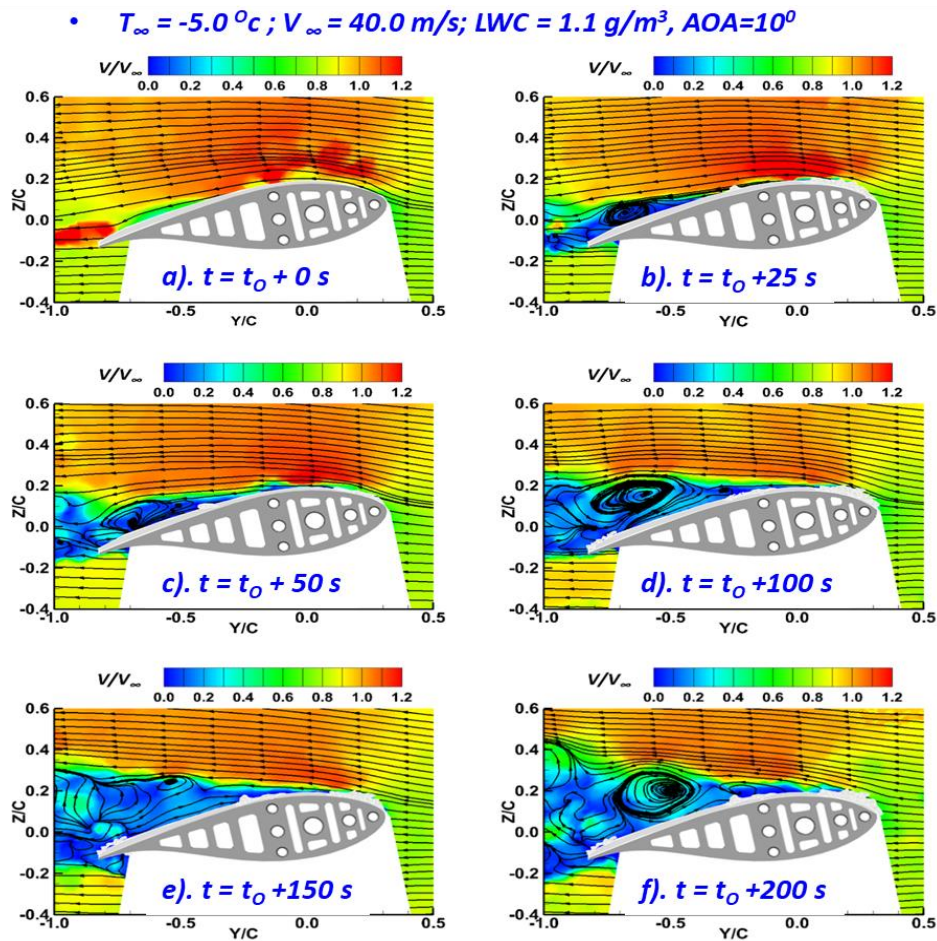 • T∞ = -5.0 ᴼc ; V ∞ = 40.0 m/s; LWC = 1.1 g/m³, AOA=10⁰
V/V∞
0.0 0.2 0.4 0.6 0.8 1.0 1.2
0.6
0.4
0.2
0.0
-0.2
-0.4
Z/C
a). t = tO + 0 s
-1.0 -0.5 0.0 0.5
Y/C
V/V∞
0.0 0.2 0.4 0.6 0.8 1.0 1.2
0.6
0.4
0.2
0.0
-0.2
-0.4
Z/C
b). t = tO +25 s
-1.0 -0.5 0.0 0.5
Y/C
V/V∞
0.0 0.2 0.4 0.6 0.8 1.0 1.2
0.6
0.4
0.2
0.0
-0.2
-0.4
Z/C
c). t = tO + 50 s
-1.0 -0.5 0.0 0.5
Y/C
V/V∞
0.0 0.2 0.4 0.6 0.8 1.0 1.2
0.6
0.4
0.2
0.0
-0.2
-0.4
Z/C
d). t = tO +100 s
-1.0 -0.5 0.0 0.5
Y/C
V/V∞
0.0 0.2 0.4 0.6 0.8 1.0 1.2
0.6
0.4
0.2
0.0
-0.2
-0.4
Z/C
e). t = tO +150 s
-1.0 -0.5 0.0 0.5
Y/C
V/V∞
0.0 0.2 0.4 0.6 0.8 1.0 1.2
0.6
0.4
0.2
0.0
-0.2
-0.4
Z/C
f). t = tO +200 s
-1.0 -0.5 0.0 0.5
Y/C